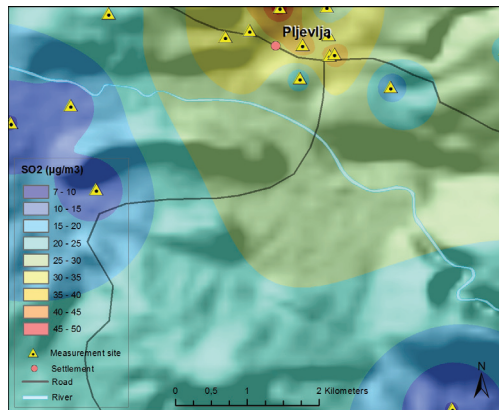 Pljevlja
SO2 (µg/m3)
7 - 10
10 - 15
15 - 20
20 - 25
25 - 30
30 - 35
35 - 40
40 - 45
45 - 50
Measurement site
Settlement
Road
River
0 0,5 1 2 Kilometers
N